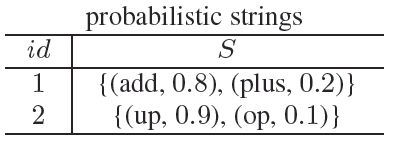 probabilistic strings
id S
1 {(add, 0.8), (plus, 0.2)}
2 {(up, 0.9), (op, 0.1)}